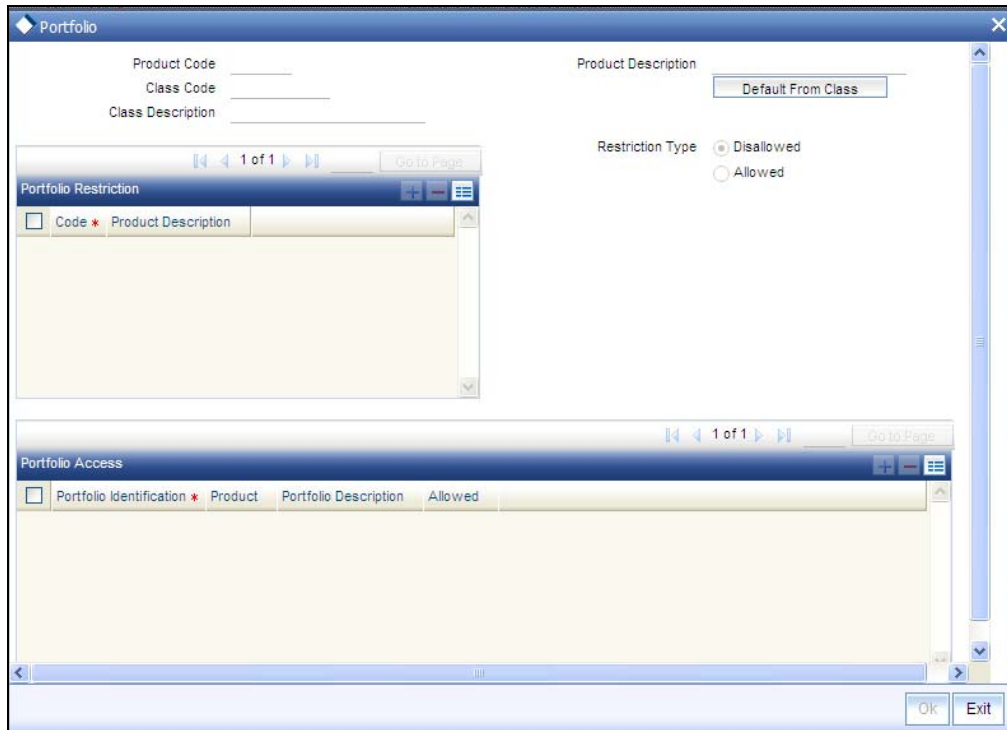 Portfolio
Product Code
Class Code
Class Description
Product Description
Default From Class
Restriction Type
Disallowed
Allowed
1 of 1
Go to Page
Portfolio Restriction
Code * Product Description
1 of 1
Go to Page
Portfolio Access
Portfolio Identification * Product Portfolio Description Allowed
Ok Exit